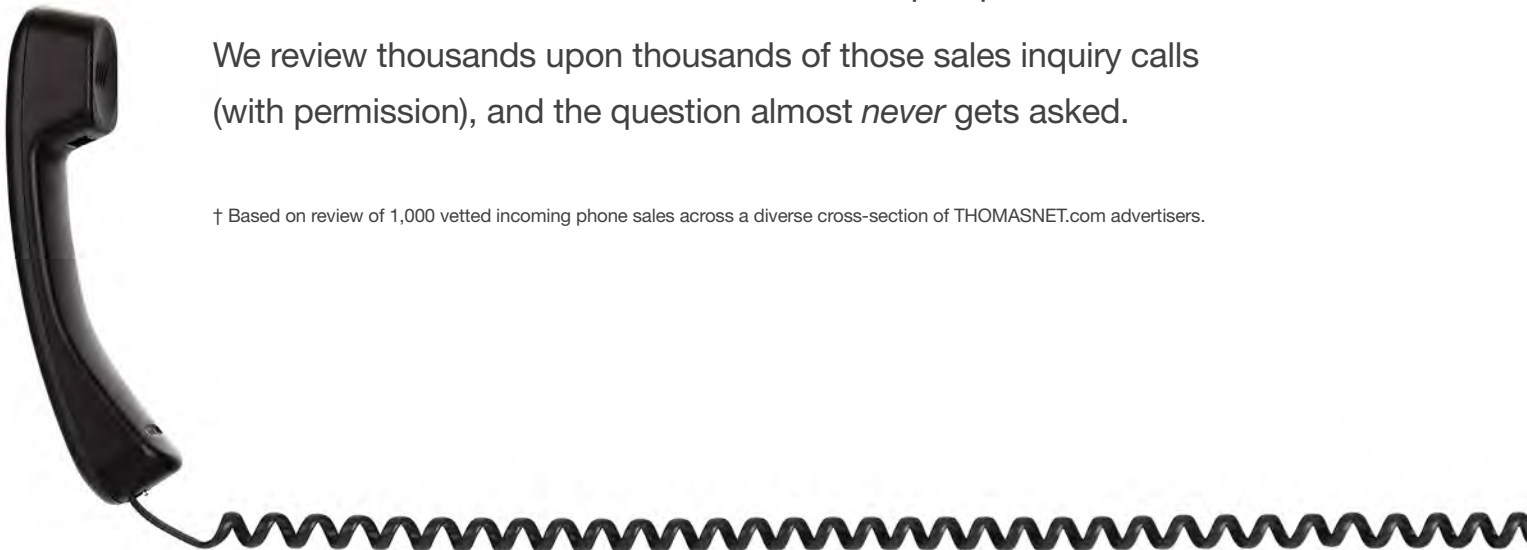 We review thousands upon thousands of those sales inquiry calls
(with permission), and the question almost never gets asked.
† Based on review of 1,000 vetted incoming phone sales across a diverse cross-section of THOMASNET.com advertisers.